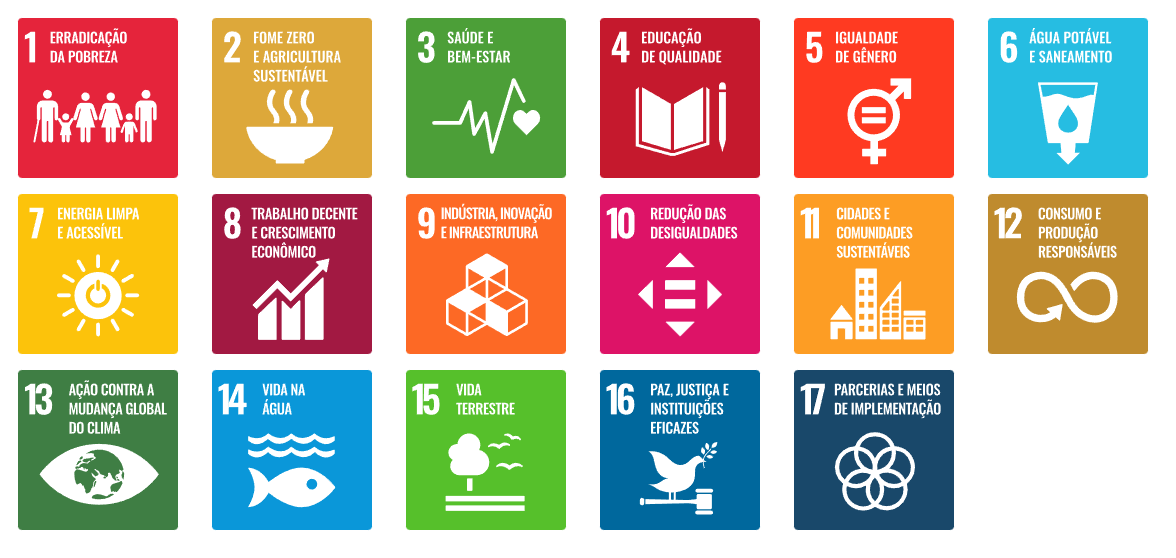 1 ERRADICAÇÃO
DA POBREZA
2 FOME ZERO
E AGRICULTURA
SUSTENTÁVEL
3 SAÚDE E
BEM-ESTAR
4 EDUCAÇÃO
DE QUALIDADE
5 IGUALDADE
DE GÊNERO
6 ÁGUA POTÁVEL
E SANEAMENTO
7 ENERGIA LIMPA
E ACESSÍVEL
8 TRABALHO DECENTE
E CRESCIMENTO
ECONÔMICO
9 INDÚSTRIA, INOVAÇÃO
E INFRAESTRUTURA
10 REDUÇÃO DAS
DESIGUALDADES
11 CIDADES E
COMUNIDADES
SUSTENTÁVEIS
12 CONSUMO E
PRODUÇÃO
RESPONSÁVEIS
13 AÇÃO CONTRA A
MUDANÇA GLOBAL
DO CLIMA
14 VIDA NA
ÁGUA
15 VIDA
TERRESTRE
16 PAZ, JUSTIÇA E
INSTITUIÇÕES
EFICAZES
17 PARCERIAS E MEIOS
DE IMPLEMENTAÇÃO